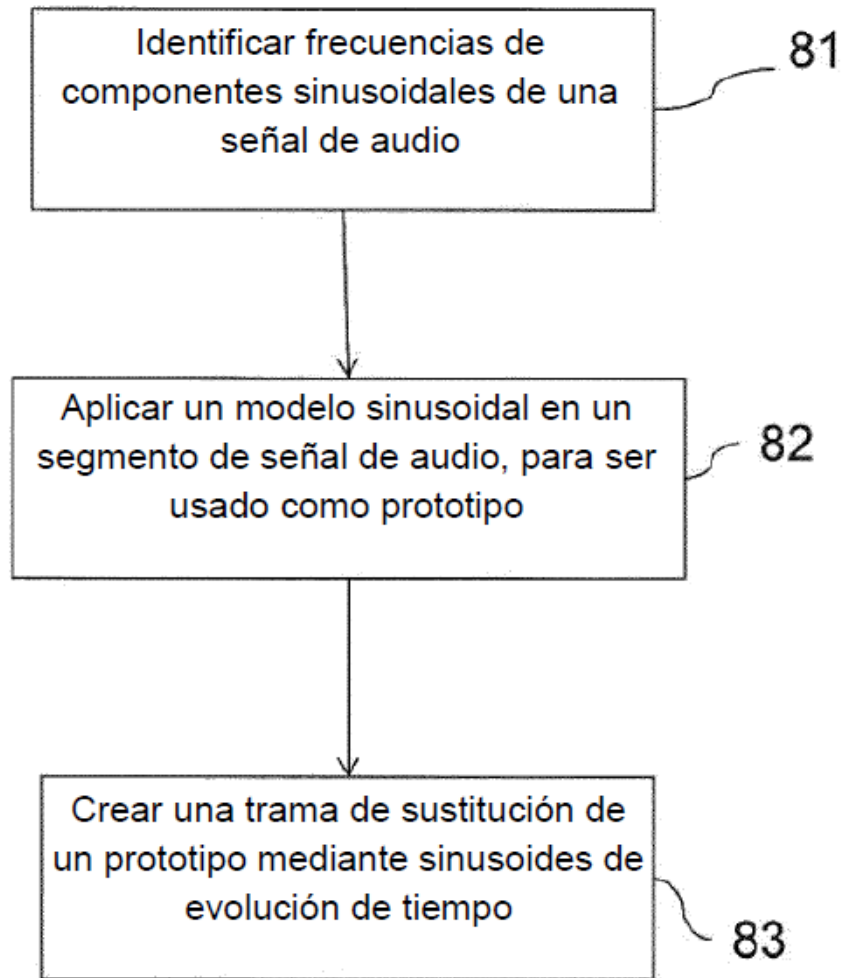 Identificar frecuencias de
componentes sinusoidales de una
señal de audio
81
Aplicar un modelo sinusoidal en un
segmento de señal de audio, para ser
usado como prototipo
82
Crear una trama de sustitución de
un prototipo mediante sinusoides de
evolución de tiempo
83